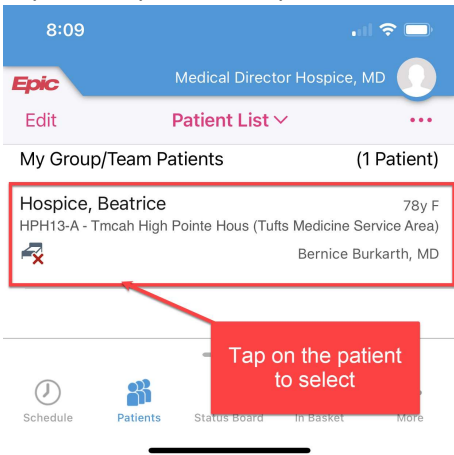 8:09
Epic
Medical Director Hospice, MD
Edit
Patient List
My Group/Team Patients (1 Patient)
Hospice, Beatrice 78y F
HPH13-A - Tmcah High Pointe Hous (Tufts Medicine Service Area)
Bernice Burkarth, MD
Tap on the patient
to select
Schedule Patients Status Board In Basket More